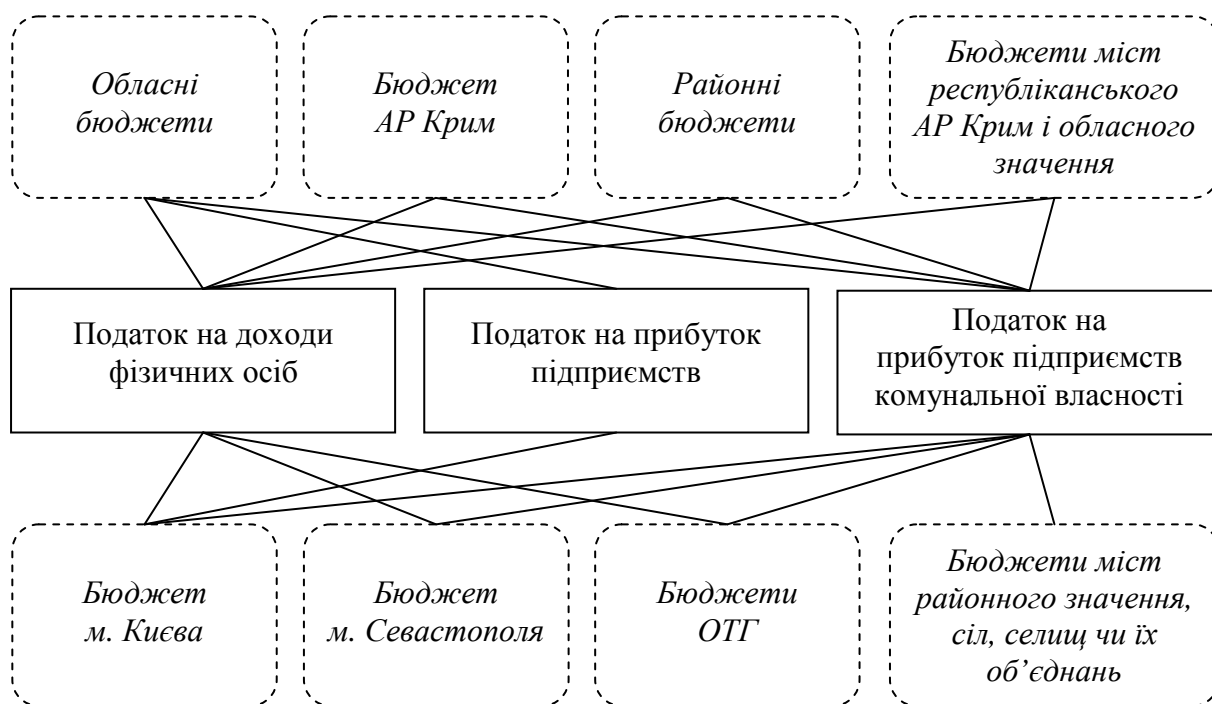 Обласні
бюджети
Бюджет
АР Крим
Районні
бюджети
Бюджети міст
республіканського
АР Крим і обласного
значення
Податок на доходи
фізичних осіб
Податок на прибуток
підприємств
Податок на
прибуток підприємств
комунальної власності
Бюджет
м. Києва
Бюджет
м. Севастополя
Бюджети
ОТГ
Бюджети міст
районного значення,
сіл, селищ чи їх
об’єднань